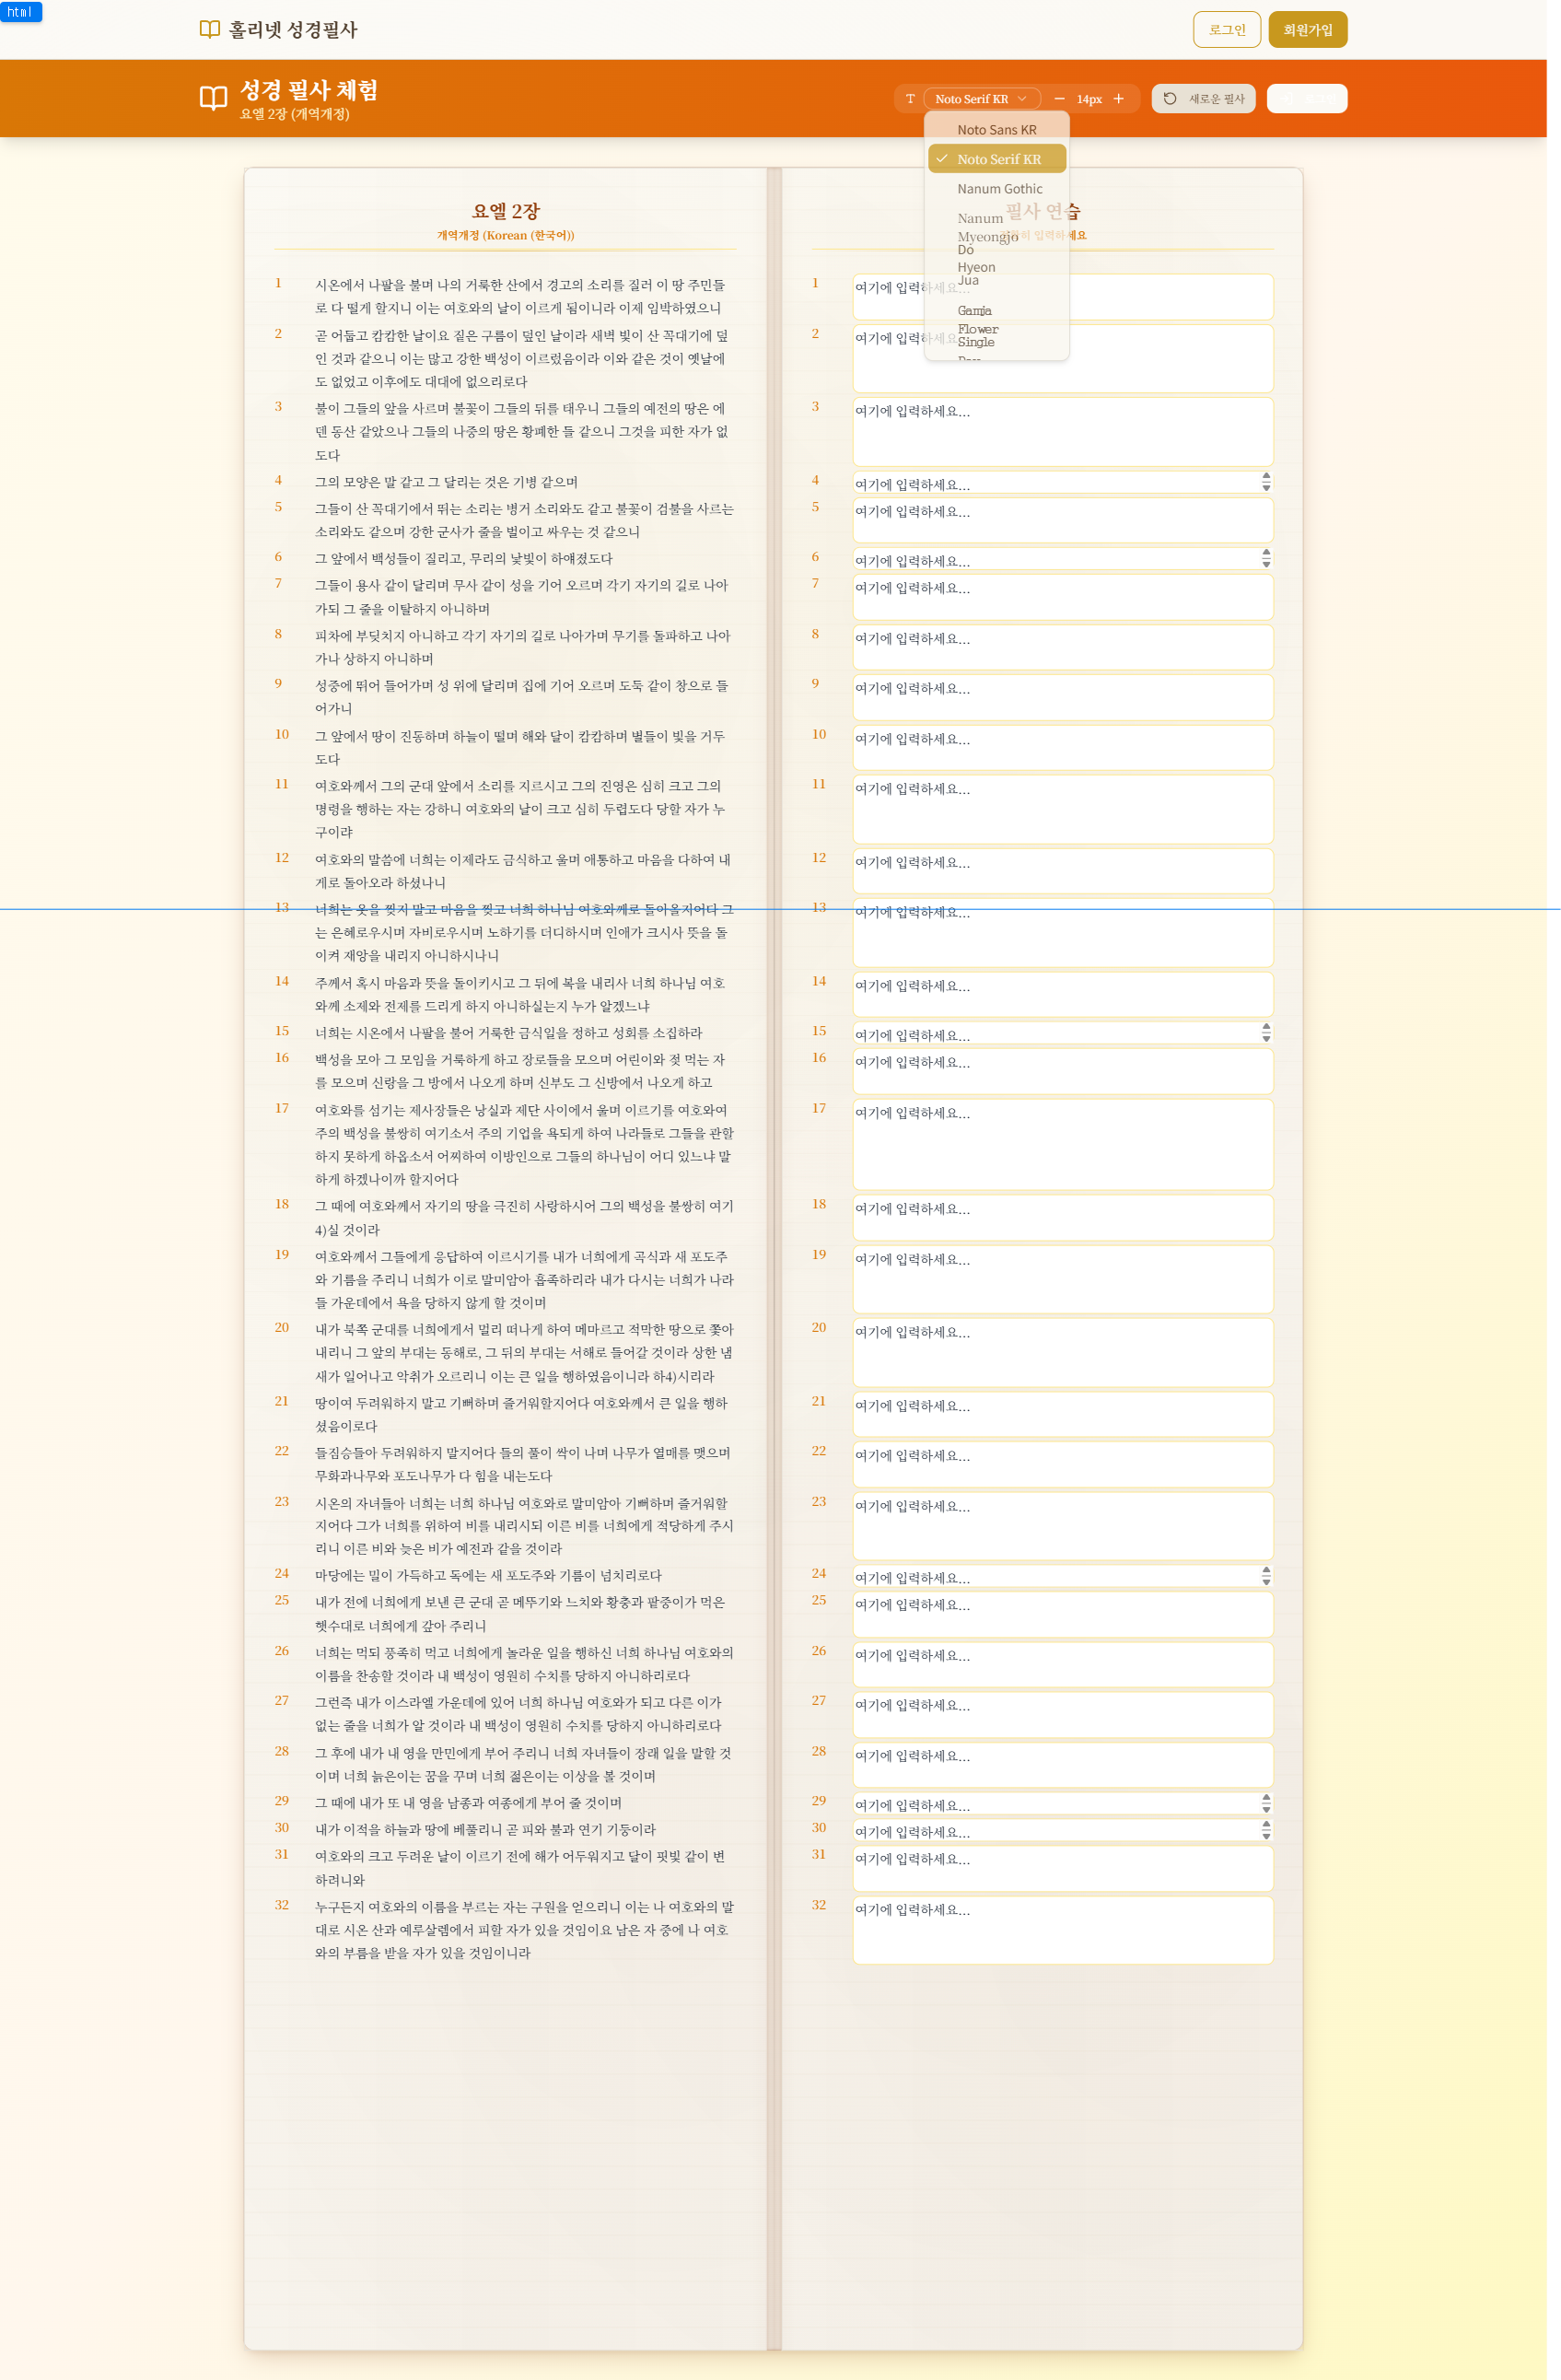 html
홀리넷 성경필사
로그인
회원가입
성경 필사 체험
요엘 2장 (개역개정)
Noto Serif KR
14px
새로운 필사
Noto Sans KR
Noto Serif KR
Nanum Gothic
Nanum
Myeongjo
Do
Hyeon
Jua
Gamja
Flower
Single
요엘 2장
개역개정 (Korean (한국어))
1 시온에서 나팔을 불며 나의 거룩한 산에서 경고의 소리를 질러 이 땅 주민들
로 다 떨게 할지니 이는 여호와의 날이 이르게 됨이니라 이제 임박하였으니
2 곧 어둡고 캄캄한 날이요 짙은 구름이 덮인 날이라 새벽 빛이 산 꼭대기에 덮
인 것과 같으니 이는 많고 강한 백성이 이르렀음이라 이와 같은 것이 옛날에
도 없었고 이후에도 대대에 없으리로다
3 불이 그들의 앞을 사르며 불꽃이 그들의 뒤를 태우니 그들의 예전의 땅은 에
덴 동산 같았으나 그들의 나중의 땅은 황폐한 들 같으니 그것을 피한 자가 없
도다
4 그의 모양은 말 같고 그 달리는 것은 기병 같으며
5 그들이 산 꼭대기에서 뛰는 소리는 병거 소리와도 같고 불꽃이 검불을 사르는
소리와도 같으며 강한 군사가 줄을 벌이고 싸우는 것 같으니
6 그 앞에서 백성들이 질리고, 무리의 낯빛이 하얘졌도다
7 그들이 용사 같이 달리며 무사 같이 성을 기어 오르며 각기 자기의 길로 나아
가되 그 줄을 이탈하지 아니하며
8 피차에 부딪치지 아니하고 각기 자기의 길로 나아가며 무기를 돌파하고 나아
가나 상하지 아니하며
9 성중에 뛰어 들어가며 성 위에 달리며 집에 기어 오르며 도둑 같이 창으로 들
어가니
10 그 앞에서 땅이 진동하며 하늘이 떨며 해와 달이 캄캄하며 별들이 빛을 거두
도다
11 여호와께서 그의 군대 앞에서 소리를 지르시고 그의 진영은 심히 크고 그의
명령을 행하는 자는 강하니 여호와의 날이 크고 심히 두렵도다 당할 자가 누
구이랴
12 여호와의 말씀에 너희는 이제라도 금식하고 울며 애통하고 마음을 다하여 내
게로 돌아오라 하셨나니
13 너희는 옷을 찢지 말고 마음을 찢고 너희 하나님 여호와께로 돌아올지어다 그
는 은혜로우시며 자비로우시며 노하기를 더디하시며 인애가 크시사 뜻을 돌
이켜 재앙을 내리지 아니하시나니
14 주께서 혹시 마음과 뜻을 돌이키시고 그 뒤에 복을 내리사 너희 하나님 여호
와께 소제와 전제를 드리게 하지 아니하실는지 누가 알겠느냐
15 너희는 시온에서 나팔을 불어 거룩한 금식일을 정하고 성회를 소집하라
16 백성을 모아 그 모임을 거룩하게 하고 장로들을 모으며 어린이와 젖 먹는 자
를 모으며 신랑을 그 방에서 나오게 하며 신부도 그 신방에서 나오게 하고
17 여호와를 섬기는 제사장들은 낭실과 제단 사이에서 울며 이르기를 여호와여
주의 백성을 불쌍히 여기소서 주의 기업을 욕되게 하여 나라들로 그들을 관할
하지 못하게 하옵소서 어찌하여 이방인으로 그들의 하나님이 어디 있느냐 말
하게 하겠나이까 할지어다
18 그 때에 여호와께서 자기의 땅을 극진히 사랑하시어 그의 백성을 불쌍히 여기
4)실 것이라
19 여호와께서 그들에게 응답하여 이르시기를 내가 너희에게 곡식과 새 포도주
와 기름을 주리니 너희가 이로 말미암아 흡족하리라 내가 다시는 너희가 나라
들 가운데에서 욕을 당하지 않게 할 것이며
20 내가 북쪽 군대를 너희에게서 멀리 떠나게 하여 메마르고 적막한 땅으로 쫓아
내리니 그 앞의 부대는 동해로, 그 뒤의 부대는 서해로 들어갈 것이라 상한 냄
새가 일어나고 악취가 오르리니 이는 큰 일을 행하였음이니라 하4)시리라
21 땅이여 두려워하지 말고 기뻐하며 즐거워할지어다 여호와께서 큰 일을 행하
셨음이로다
22 들짐승들아 두려워하지 말지어다 들의 풀이 싹이 나며 나무가 열매를 맺으며
무화과나무와 포도나무가 다 힘을 내는도다
23 시온의 자녀들아 너희는 너희 하나님 여호와로 말미암아 기뻐하며 즐거워할
지어다 그가 너희를 위하여 비를 내리시되 이른 비를 너희에게 적당하게 주시
리니 이른 비와 늦은 비가 예전과 같을 것이라
24 마당에는 밀이 가득하고 독에는 새 포도주와 기름이 넘치리로다
25 내가 전에 너희에게 보낸 큰 군대 곧 메뚜기와 느치와 황충과 팥중이가 먹은
햇수대로 너희에게 갚아 주리니
26 너희는 먹되 풍족히 먹고 너희에게 놀라운 일을 행하신 너희 하나님 여호와의
이름을 찬송할 것이라 내 백성이 영원히 수치를 당하지 아니하리로다
27 그런즉 내가 이스라엘 가운데에 있어 너희 하나님 여호와가 되고 다른 이가
없는 줄을 너희가 알 것이라 내 백성이 영원히 수치를 당하지 아니하리로다
28 그 후에 내가 내 영을 만민에게 부어 주리니 너희 자녀들이 장래 일을 말할 것
이며 너희 늙은이는 꿈을 꾸며 너희 젊은이는 이상을 볼 것이며
29 그 때에 내가 또 내 영을 남종과 여종에게 부어 줄 것이며
30 내가 이적을 하늘과 땅에 베풀리니 곧 피와 불과 연기 기둥이라
31 여호와의 크고 두려운 날이 이르기 전에 해가 어두워지고 달이 핏빛 같이 변
하려니와
32 누구든지 여호와의 이름을 부르는 자는 구원을 얻으리니 이는 나 여호와의 말
대로 시온 산과 예루살렘에서 피할 자가 있을 것임이요 남은 자 중에 나 여호
와의 부름을 받을 자가 있을 것임이니라
필사 연습
입력하세요
1 여기에 입력하세요...
2 여기에 입력하세요...
3 여기에 입력하세요...
4 여기에 입력하세요...
5 여기에 입력하세요...
6 여기에 입력하세요...
7 여기에 입력하세요...
8 여기에 입력하세요...
9 여기에 입력하세요...
10 여기에 입력하세요...
11 여기에 입력하세요...
12 여기에 입력하세요...
13 여기에 입력하세요...
14 여기에 입력하세요...
15 여기에 입력하세요...
16 여기에 입력하세요...
17 여기에 입력하세요...
18 여기에 입력하세요...
19 여기에 입력하세요...
20 여기에 입력하세요...
21 여기에 입력하세요...
22 여기에 입력하세요...
23 여기에 입력하세요...
24 여기에 입력하세요...
25 여기에 입력하세요...
26 여기에 입력하세요...
27 여기에 입력하세요...
28 여기에 입력하세요...
29 여기에 입력하세요...
30 여기에 입력하세요...
31 여기에 입력하세요...
32 여기에 입력하세요...